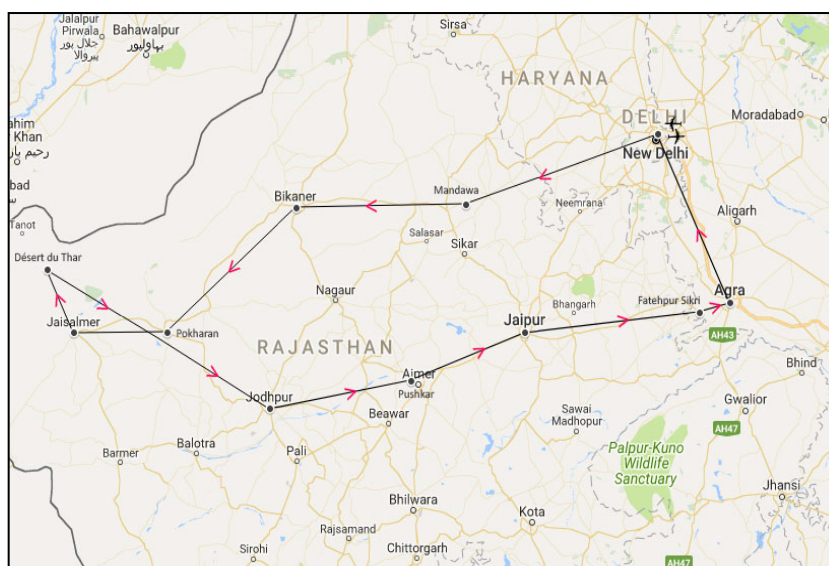 Jalalpur
Pirwala
جلال پور
پیروالا
Bahawalpur
بہاولپور
Sirsa
HARYANA
DELHI
New Delhi
Moradabad
ahim
Khan
رحیم یار
bad
Tanot
Bikaner
Mandawa
Neemrana
Aligarh
Salasar
Sikar
Désert du Thar
Nagaur
Bhangarh
Fatehpur Sikri
Agra
Jaisalmer
Pokharan
Jaipur
AH43
RAJASTHAN
Ajmer
Pushkar
Bhind
Jodhpur
Beawar
Sawai
Madhopur
Gwalior
AH47
Balotra
Barmer
Pali
Palpur-Kuno
Wildlife
Sanctuary
Jhansi
Bhilwara
Kota
Rajsamand
Sirohi
Chittorgarh
AH47